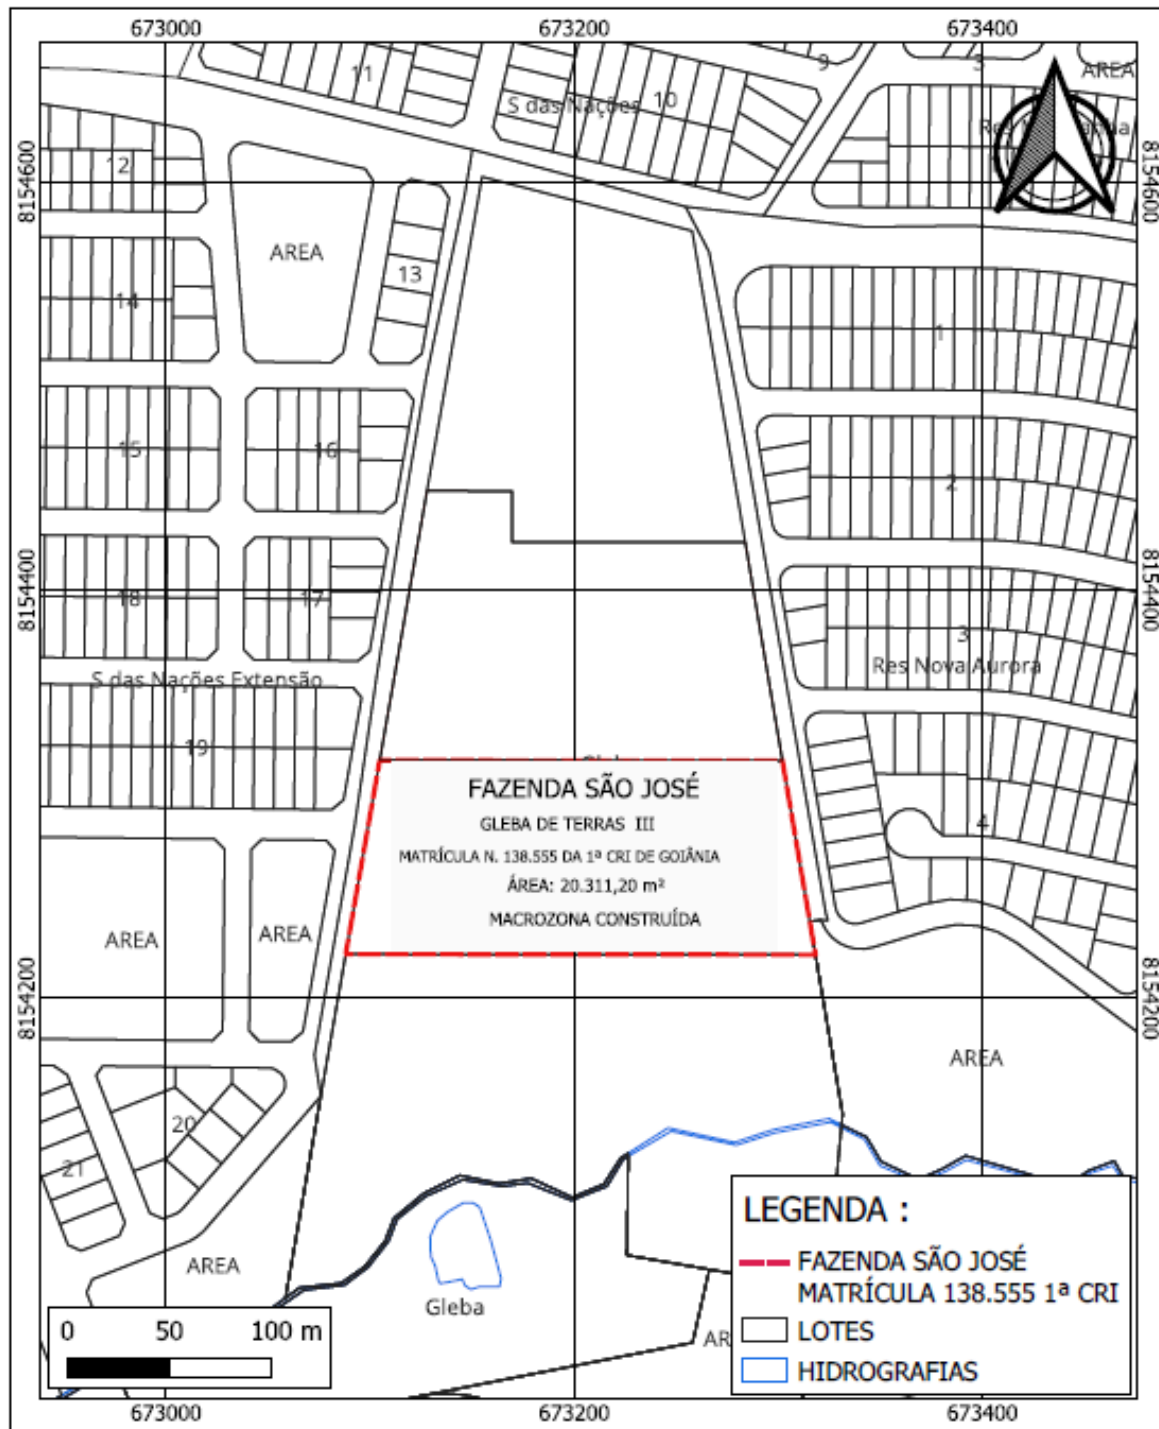 673000 673200 673400
11
S das Nações
10
9
3
AREA
12
8154600
8154600
AREA
13
14
1
15
16
2
8154400
8154400
18
17
3
S das Nações Extensão
Res Nova Aurora
19
4
FAZENDA SÃO JOSÉ
GLEBA DE TERRAS III
MATRÍCULA N. 138.555 DA 1ª CRI DE GOIÂNIA
ÁREA: 20.311,20 m²
MACROZONA CONSTRUÍDA
AREA
AREA
8154200
8154200
AREA
20
21
AREA
Gleba
LEGENDA :
FAZENDA SÃO JOSÉ
MATRÍCULA 138.555 1ª CRI
LOTES
HIDROGRAFIAS
0 50 100 m
673000 673200 673400